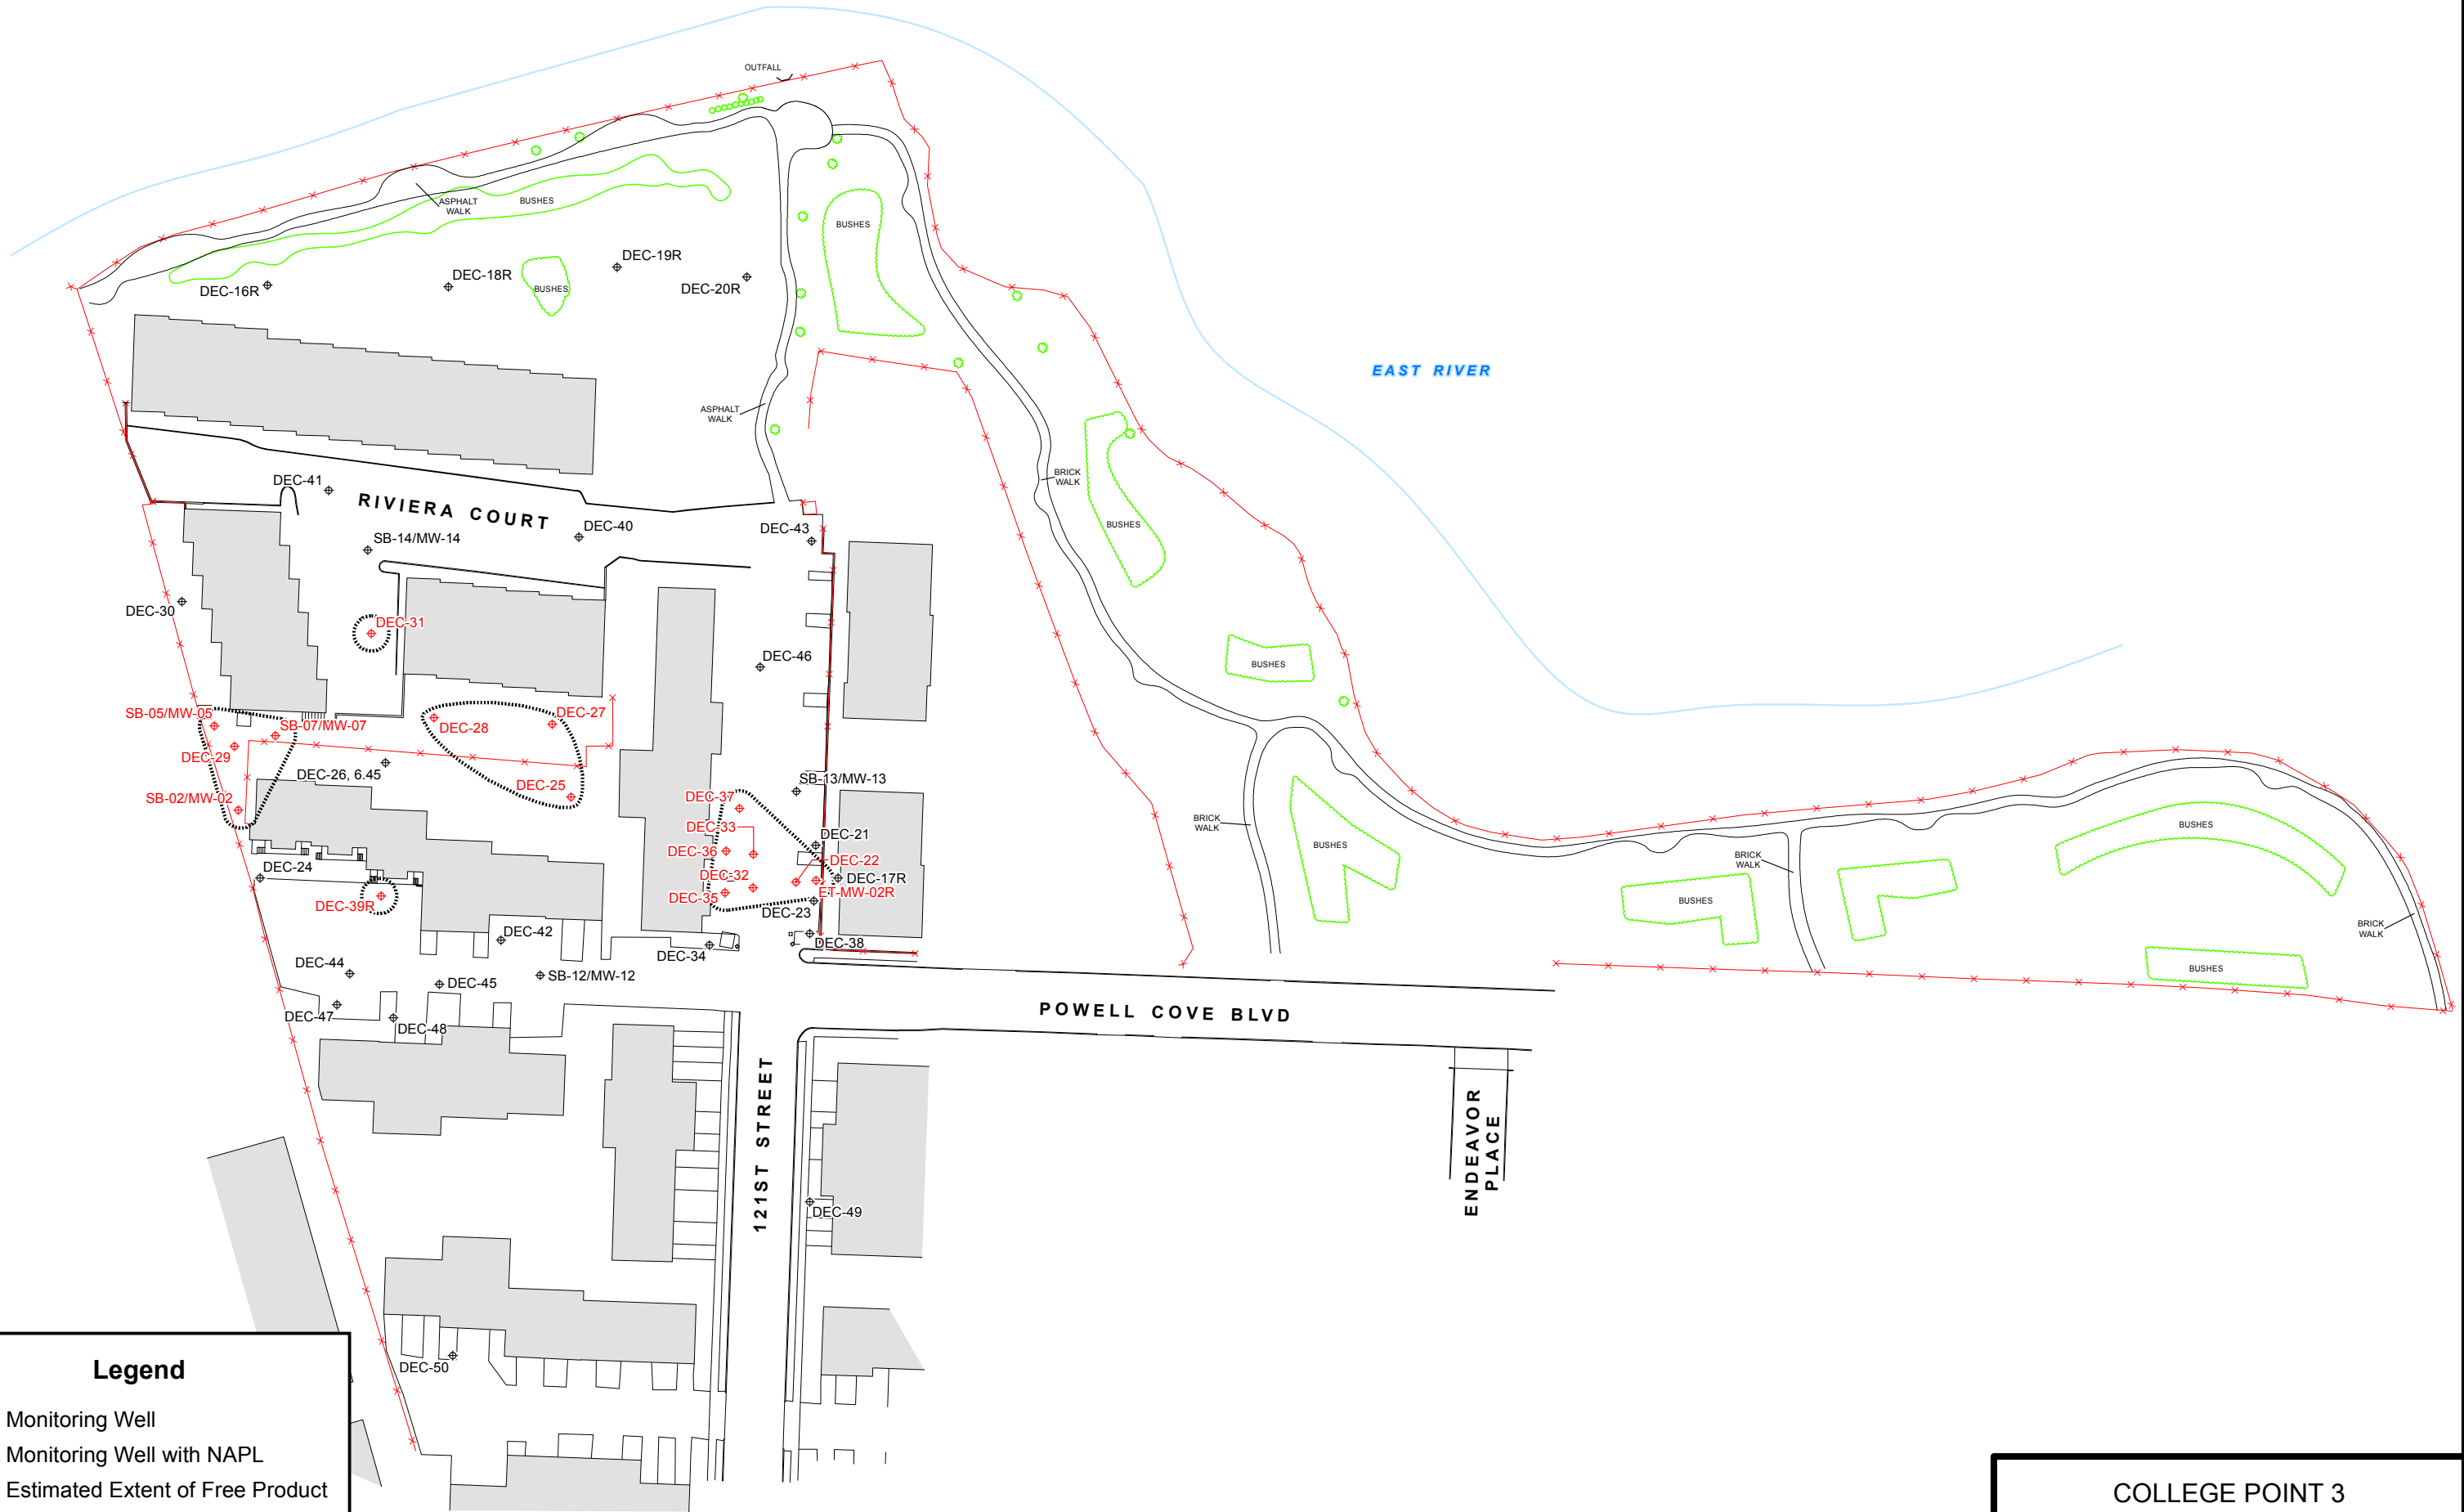 OUTFALL
ASPHALT
WALK
BUSHES
BUSHES
DEC-19R
DEC-18R
DEC-20R
DEC-16R
BUSHES
EAST RIVER
ASPHALT
WALK
BRICK
WALK
DEC-41
RIVIERA COURT
DEC-40
DEC-43
BUSHES
SB-14/MW-14
DEC-30
DEC-31
DEC-46
BUSHES
SB-05/MW-05
DEC-27
SB-07/MW-07
DEC-28
DEC-29
DEC-26, 6.45
SB-13/MW-13
DEC-25
SB-02/MW-02
DEC-37
DEC-33
DEC-21
DEC-36
DEC-22
DEC-24
DEC-32
DEC-17R
DEC-35
ET-MW-02R
DEC-39R
DEC-23
BRICK
WALK
BUSHES
BUSHES
BRICK
WALK
BUSHES
BRICK
WALK
BUSHES
DEC-42
DEC-38
DEC-34
DEC-44
DEC-45
SB-12/MW-12
DEC-47
DEC-48
POWELL COVE BLVD
121ST STREET
ENDEAVOR
PLACE
DEC-49
DEC-50
Legend
Monitoring Well
Monitoring Well with NAPL
Estimated Extent of Free Product
COLLEGE POINT 3